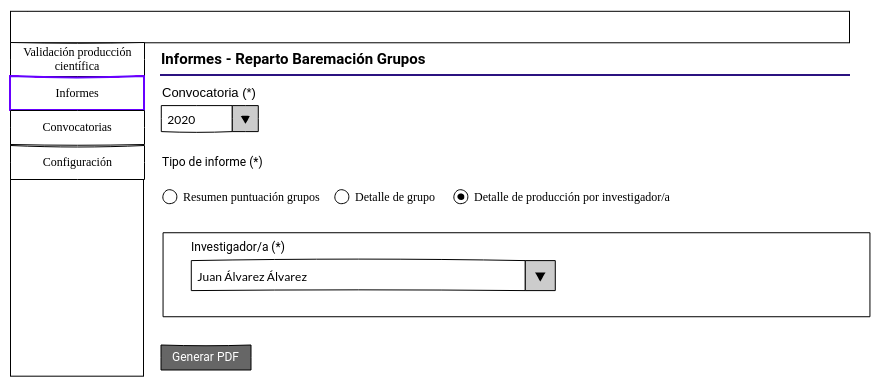 Validación producción
científica
Informes
Convocatorias
Configuración
Informes - Reparto Baremación Grupos
Convocatoria (*)
2020
Tipo de informe (*)
Resumen puntuación grupos Detalle de grupo Detalle de producción por investigador/a
Investigador/a (*)
Juan Álvarez Álvarez
Generar PDF